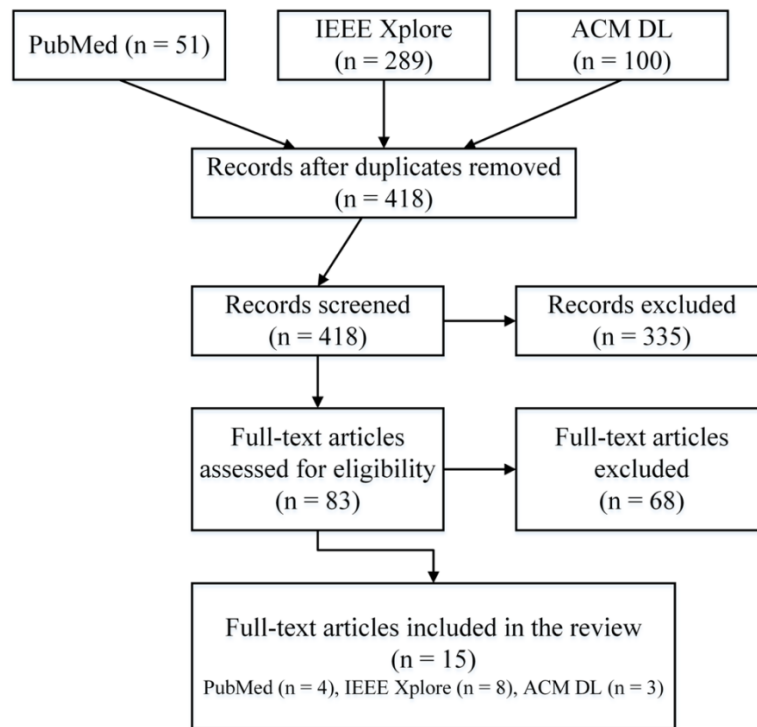 PubMed (n = 51)
IEEE Xplore
(n = 289)
ACM DL
(n = 100)
Records after duplicates removed
(n = 418)
Records screened
(n = 418)
Records excluded
(n = 335)
Full-text articles
assessed for eligibility
(n = 83)
Full-text articles
excluded
(n = 68)
Full-text articles included in the review
(n = 15)
PubMed (n = 4), IEEE Xplore (n = 8), ACM DL (n = 3)